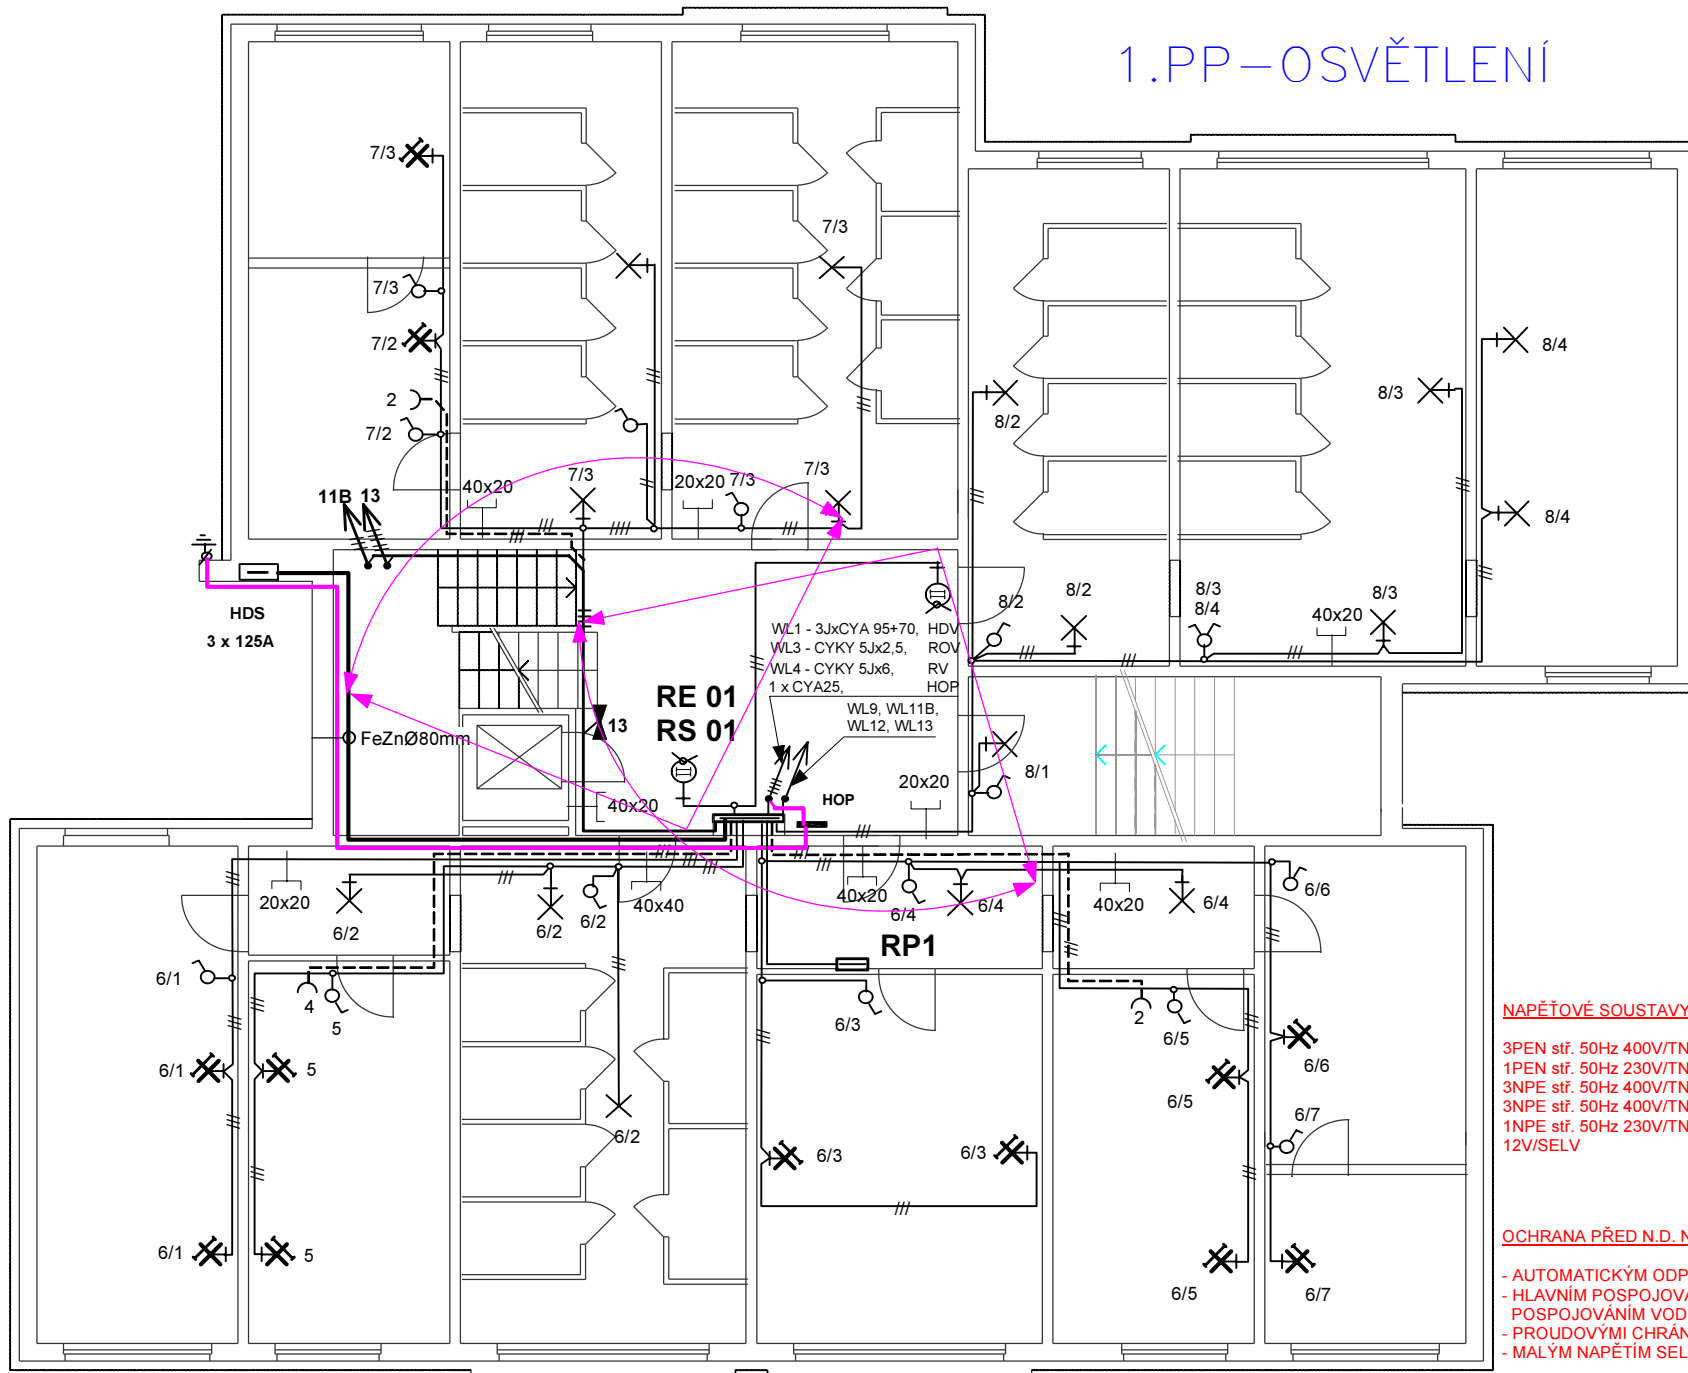 1.PP–OSVĚTLENÍ
7/3
7/3
7/3
7/2
2
7/2
8/2
8/3
8/4
8/4
11B 13
40x20
7/3
20x20
7/3
7/3
HDS
3 x 125A
8/2
8/2
8/3
8/4
40x20
8/3
WL1 - 3JxCYA 95+70, HDV
WL3 - CYKY 5Jx2,5, ROV
WL4 - CYKY 5Jx6, RV
1 x CYA25, HOP
RE 01
RS 01
WL9, WL11B,
WL12, WL13
13
FeZnØ80mm
8/1
40x20
HOP
20x20
20x20
6/2
6/2
6/2
40x40
40x20
6/4
6/4
40x20
6/4
6/6
RP1
6/1
4
5
6/3
2
6/5
6/1
5
6/5
6/6
6/2
6/3
6/3
6/7
6/1
5
6/5
6/7
NAPĚŤOVÉ SOUSTAVY
3PEN stř. 50Hz 400V/TN
1PEN stř. 50Hz 230V/TN
3NPE stř. 50Hz 400V/TN
3NPE stř. 50Hz 400V/TN
1NPE stř. 50Hz 230V/TN
12V/SELV
OCHRANA PŘED N.D. N
- AUTOMATICKÝM ODP
- HLAVNÍM POSPOJOVÁ
POSPOJOVÁNÍM VOD
- PROUDOVÝMI CHRÁN
- MALÝM NAPĚTÍM SEL